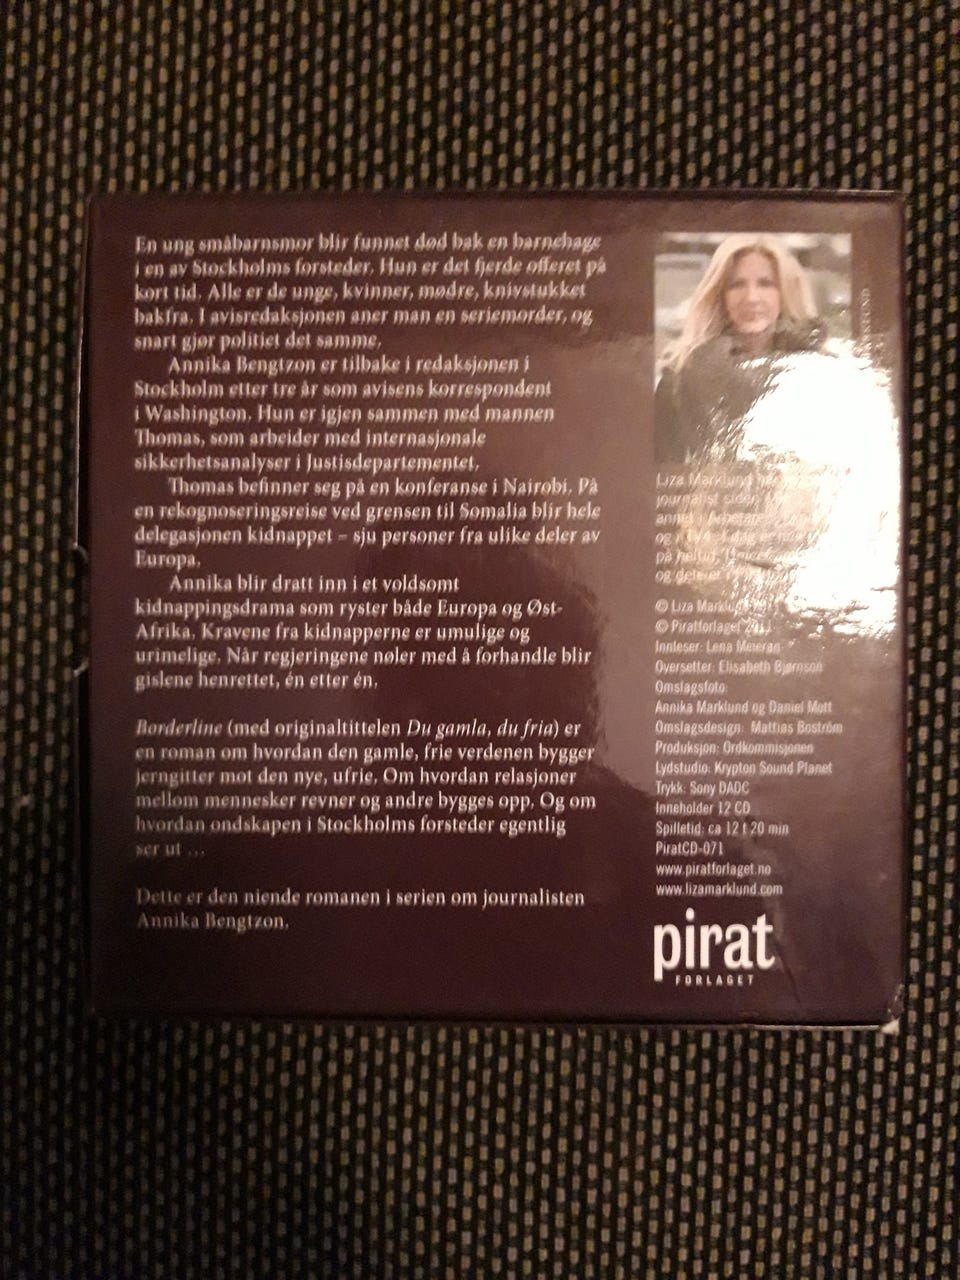 En ung småbarnsmor blir funnet død bak en barnehage
i en av Stockholms forsteder. Hun er det fjerde offeret på
kort tid. Alle er de unge, kvinner, mødre, knivstukket
bakfra. I avisredaksjonen aner man en seriemorder, og
snart gjør politiet det samme.
Annika Bengtzon er tilbake i redaksjonen i
Stockholm etter tre år som avisens korrespondent
i Washington. Hun er igjen sammen med mannen
Thomas, som arbeider med internasjonale
sikkerhetsanalyser i Justisdepartementet.
Thomas befinner seg på en konferanse i Nairobi. På
en rekognoseringsreise ved grensen til Somalia blir hele
delegasjonen kidnappet – sju personer fra ulike deler av
Europa.
Annika blir dratt inn i et voldsomt
kidnappingsdrama som ryster både Europa og Øst-
Afrika. Kravene fra kidnapperne er umulige og
urimelige. Når regjeringene nøler med å forhandle blir
gislene henrettet, én etter én.
Borderline (med originaltittelen Du gamla, du fria) er
en roman om hvordan den gamle, frie verdenen bygger
jerngitter mot den nye, ufrie. Om hvordan relasjoner
mellom mennesker revner og andre bygges opp. Og om
hvordan ondskapen i Stockholms forsteder egentlig
ser ut ...
Dette er den niende romanen i serien om journalisten
Annika Bengtzon.
Liza Marklund
journalist siden
annet i
og TV4.
på heltid.
og
© Liza Marklund
© Piratforlaget 2011
Innleser: Lena Meieran
Oversetter: Elisabeth Bjørnson
Omslagsfoto:
Annika Marklund og Daniel Mott
Omslagsdesign: Mattias Boström
Produksjon: Ordkommisjonen
Lydstudio: Krypton Sound Planet
Trykk: Sony DADC
Inneholder 12 CD
Spilletid: ca 12 t 20 min
PiratCD-071
www.piratforlaget.no
www.lizamarklund.com
pirat
FORLAGET